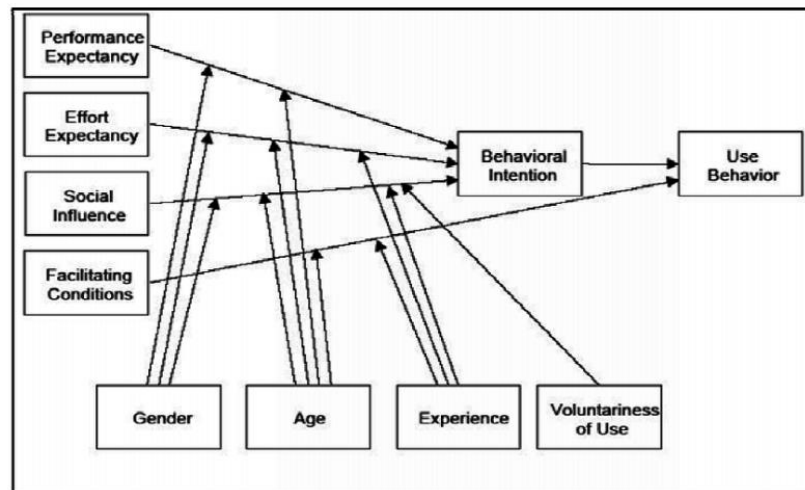 Performance
Expectancy
Effort
Expectancy
Social
Influence
Facilitating
Conditions
Behavioral
Intention
Use
Behavior
Gender
Age
Experience
Voluntariness
of Use